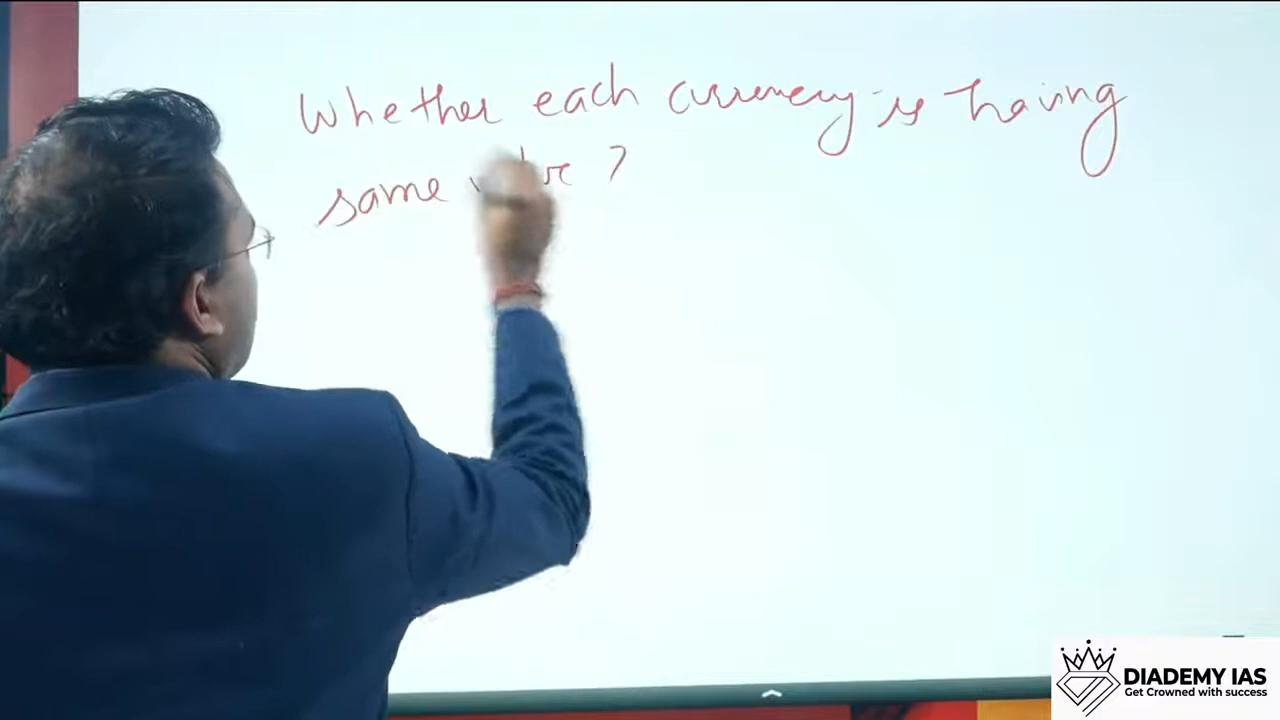 Whether each currency is having
same ?
DIADEMY IAS
Get Crowned with success